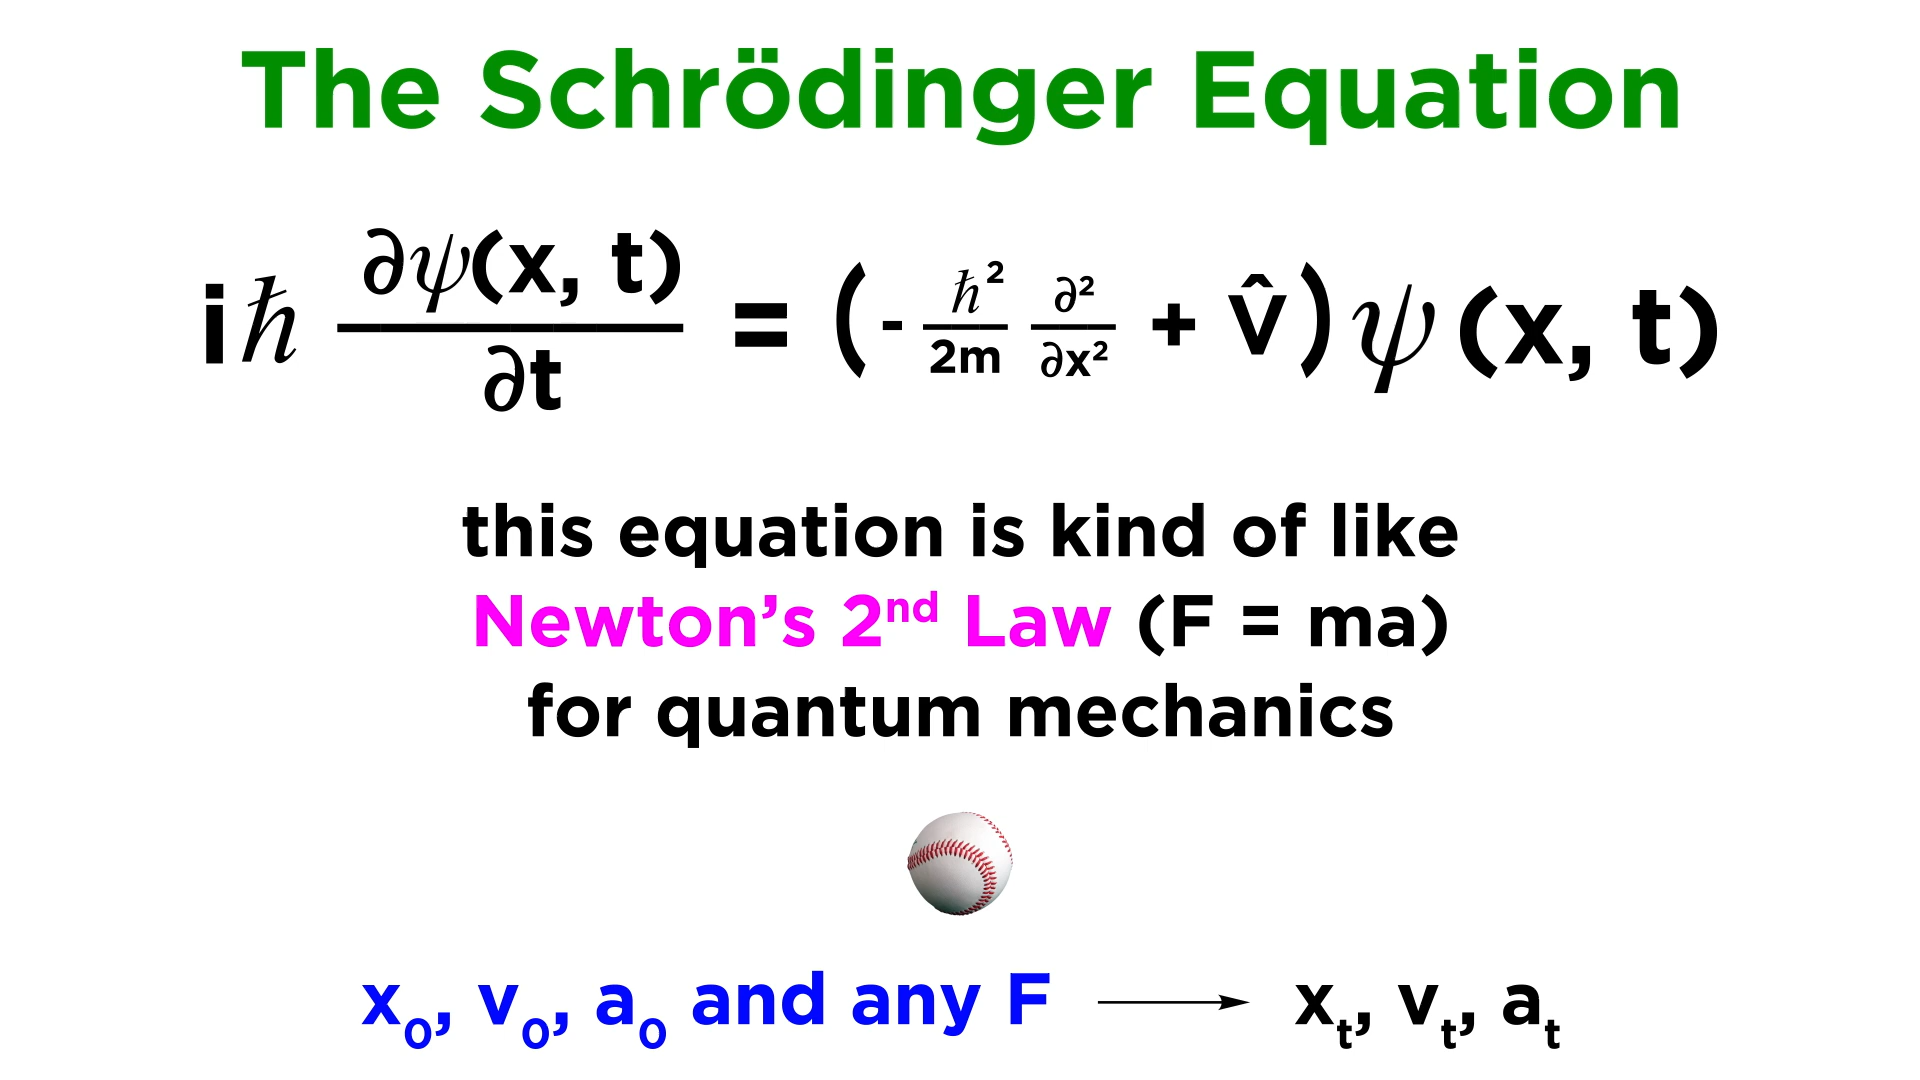 The Schrödinger Equation
iℏ ∂ψ(x, t)/∂t = (- ℏ²/2m ∂²/∂x² + V̂) ψ (x, t)
this equation is kind of like
Newton’s 2ⁿᵈ Law (F = ma)
for quantum mechanics
x₀, v₀, a₀ and any F ⟶ xₜ, vₜ, aₜ